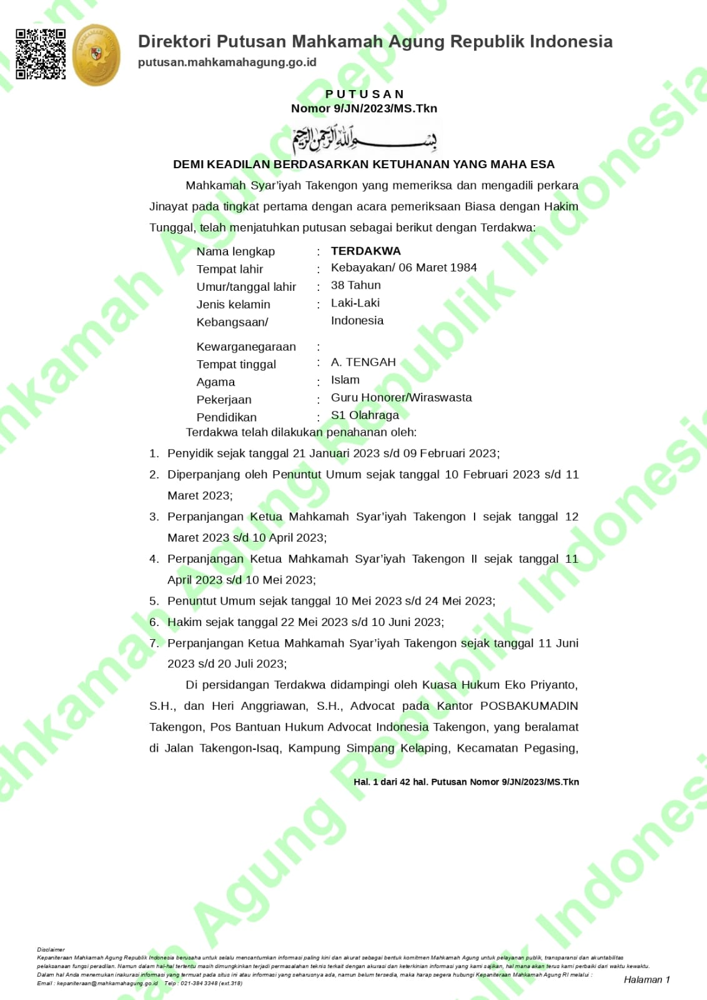 Direktori Putusan Mahkamah Agung Republik Indonesia
putusan.mahkamahagung.go.id
P U T U S A N
Nomor 9/JN/2023/MS.Tkn
بِسْــــــــمِ اللهِ الرَّحْمٰنِ الرَّحِيْمِ
DEMI KEADILAN BERDASARKAN KETUHANAN YANG MAHA ESA
Mahkamah Syar’iyah Takengon yang memeriksa dan mengadili perkara
Jinayat pada tingkat pertama dengan acara pemeriksaan Biasa dengan Hakim
Tunggal, telah menjatuhkan putusan sebagai berikut dengan Terdakwa:
Nama lengkap : TERDAKWA
Tempat lahir : Kebayakan/ 06 Maret 1984
Umur/tanggal lahir : 38 Tahun
Jenis kelamin : Laki-Laki
Kebangsaan/ Indonesia
Kewarganegaraan :
Tempat tinggal : A. TENGAH
Agama : Islam
Pekerjaan : Guru Honorer/Wiraswasta
Pendidikan : S1 Olahraga
Terdakwa telah dilakukan penahanan oleh:
1. Penyidik sejak tanggal 21 Januari 2023 s/d 09 Februari 2023;
2. Diperpanjang oleh Penuntut Umum sejak tanggal 10 Februari 2023 s/d 11
Maret 2023;
3. Perpanjangan Ketua Mahkamah Syar’iyah Takengon I sejak tanggal 12
Maret 2023 s/d 10 April 2023;
4. Perpanjangan Ketua Mahkamah Syar’iyah Takengon II sejak tanggal 11
April 2023 s/d 10 Mei 2023;
5. Penuntut Umum sejak tanggal 10 Mei 2023 s/d 24 Mei 2023;
6. Hakim sejak tanggal 22 Mei 2023 s/d 10 Juni 2023;
7. Perpanjangan Ketua Mahkamah Syar’iyah Takengon sejak tanggal 11 Juni
2023 s/d 20 Juli 2023;
Di persidangan Terdakwa didampingi oleh Kuasa Hukum Eko Priyanto,
S.H., dan Heri Anggriawan, S.H., Advocat pada Kantor POSBAKUMADIN
Takengon, Pos Bantuan Hukum Advocat Indonesia Takengon, yang beralamat
di Jalan Takengon-Isaq, Kampung Simpang Kelaping, Kecamatan Pegasing,
Hal. 1 dari 42 hal. Putusan Nomor 9/JN/2023/MS.Tkn
Disclaimer
Kepaniteraan Mahkamah Agung Republik Indonesia berusaha untuk selalu mencantumkan informasi paling kini dan akurat sebagai bentuk komitmen Mahkamah Agung untuk pelayanan publik, transparansi dan akuntabilitas
pelaksanaan fungsi peradilan. Namun dalam hal-hal tertentu masih dimungkinkan terjadi permasalahan teknis terkait dengan akurasi dan keterkinian informasi yang kami sajikan, hal mana akan terus kami perbaiki dari waktu kewaktu.
Dalam hal Anda menemukan inakurasi informasi yang termuat pada situs ini atau informasi yang seharusnya ada, namun belum tersedia, maka harap segera hubungi Kepaniteraan Mahkamah Agung RI melalui :
Email : kepaniteraan@mahkamahagung.go.id Telp : 021-384 3348 (ext.318)
Halaman 1
Mahkamah Agung Republik Indonesia
Mahkamah Agung Republik Indonesia
Mahkamah Agung Republik Indonesia